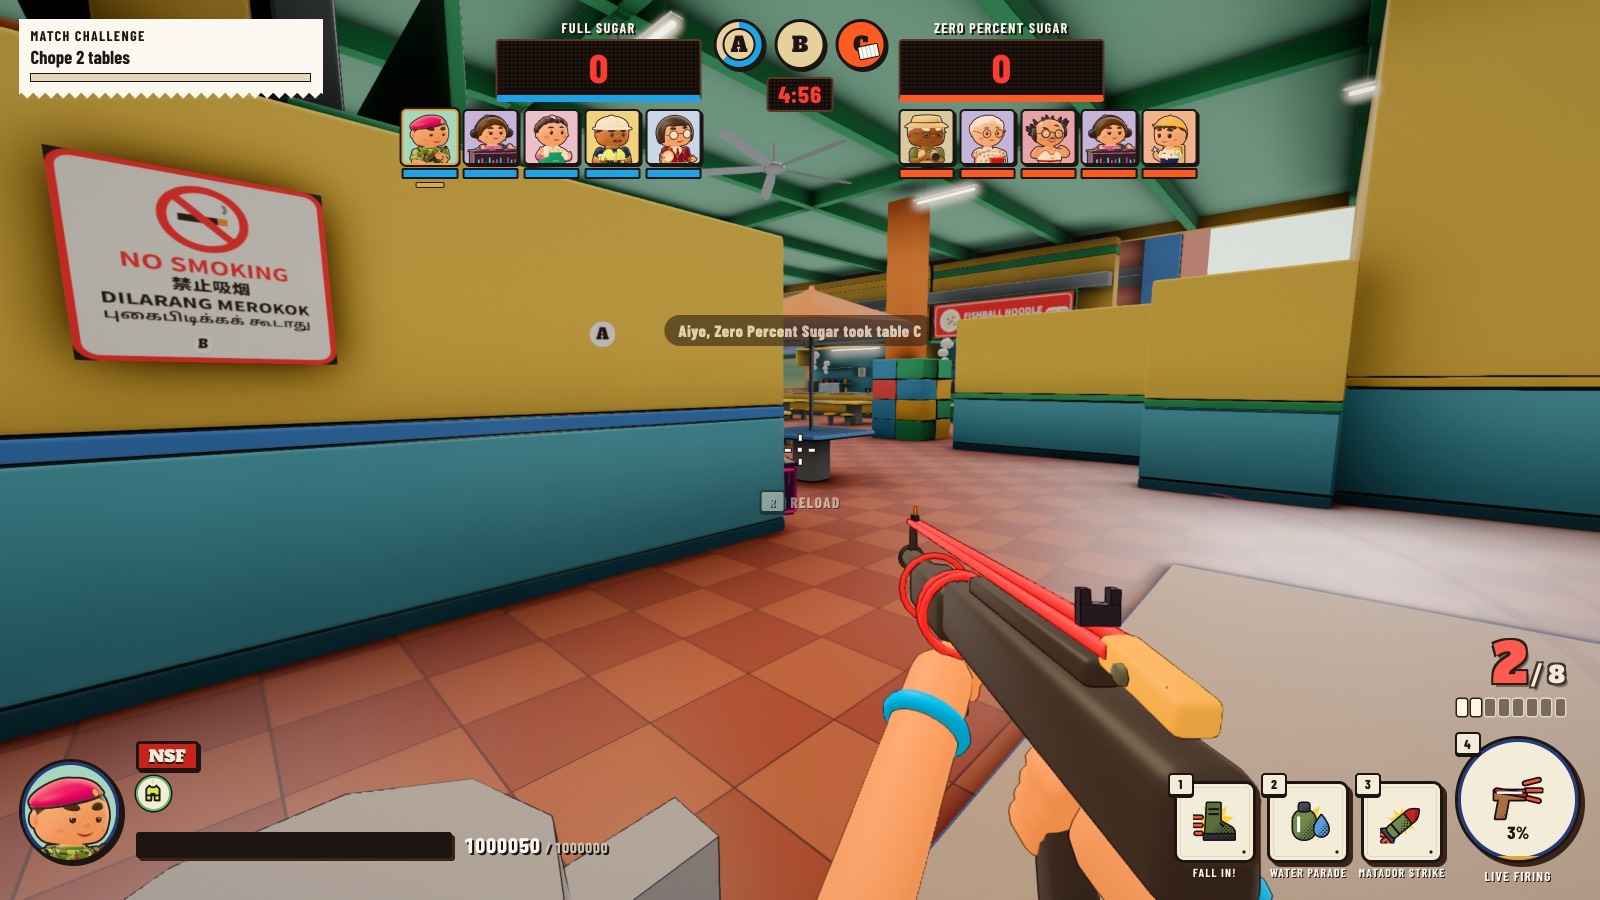 MATCH CHALLENGE
Chope 2 tables
FULL SUGAR
0
A
B
C
4:56
ZERO PERCENT SUGAR
0
NO SMOKING
禁止吸烟
DILARANG MEROKOK
புகைபிடிக்கக் கூடாது
B
A
Aiyo, Zero Percent Sugar took table C
FISHBALL NOODLE
R RELOAD
2/8
NSF
1000050 / 1000000
1
FALL IN!
2
WATER PARADE
3
MATADOR STRIKE
4
3%
LIVE FIRING